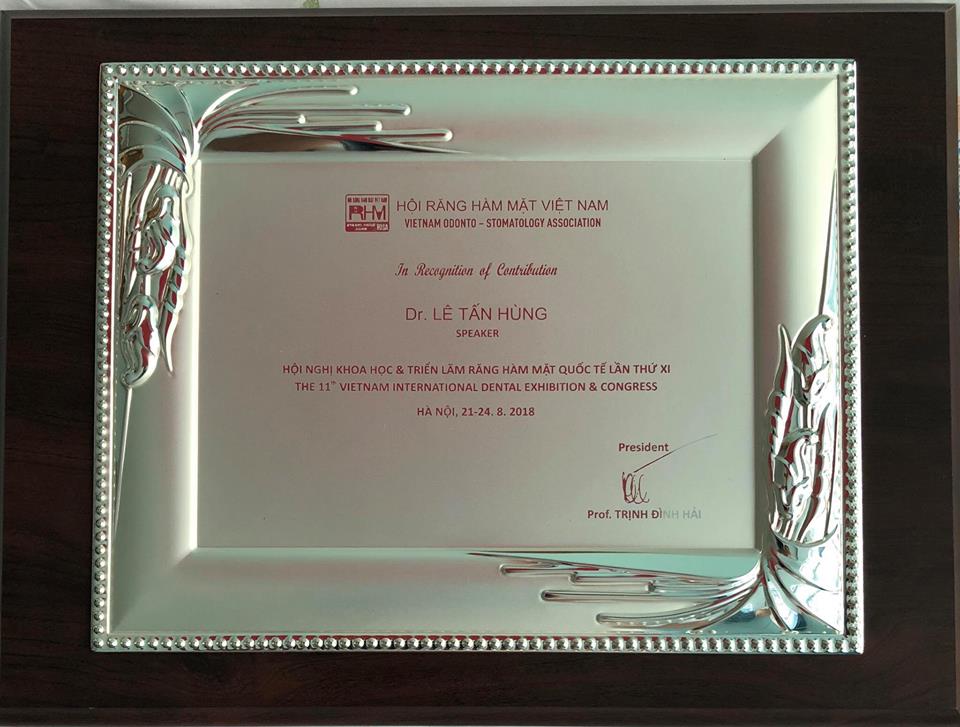 RHM
HỘI RĂNG HÀM MẶT VIỆT NAM
VIETNAM ODONTO – STOMATOLOGY ASSOCIATION
In Recognition of Contribution
Dr. LÊ TẤN HÙNG
SPEAKER
HỘI NGHỊ KHOA HỌC & TRIỂN LÃM RĂNG HÀM MẶT QUỐC TẾ LẦN THỨ XI
THE 11th VIETNAM INTERNATIONAL DENTAL EXHIBITION & CONGRESS
HÀ NỘI, 21-24. 8. 2018
President
Prof. TRỊNH ĐÌNH HẢI